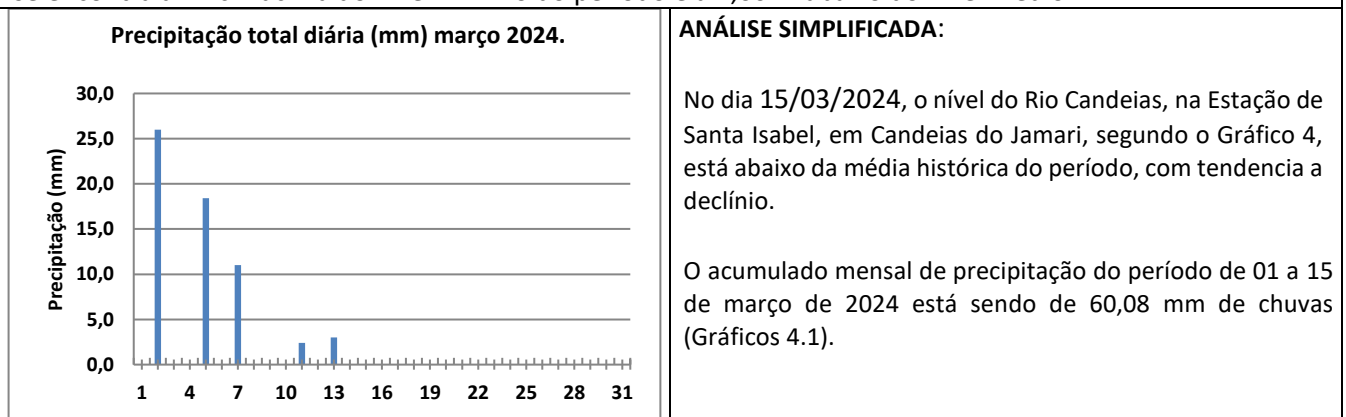 Precipitação total diária (mm) março 2024.
30,0
25,0
20,0
15,0
10,0
5,0
0,0
Precipitação (mm)
1 4 7 10 13 16 19 22 25 28 31
ANÁLISE SIMPLIFICADA:
No dia 15/03/2024, o nível do Rio Candeias, na Estação de
Santa Isabel, em Candeias do Jamari, segundo o Gráfico 4,
está abaixo da média histórica do período, com tendencia a
declínio.
O acumulado mensal de precipitação do período de 01 a 15
de março de 2024 está sendo de 60,08 mm de chuvas
(Gráficos 4.1).